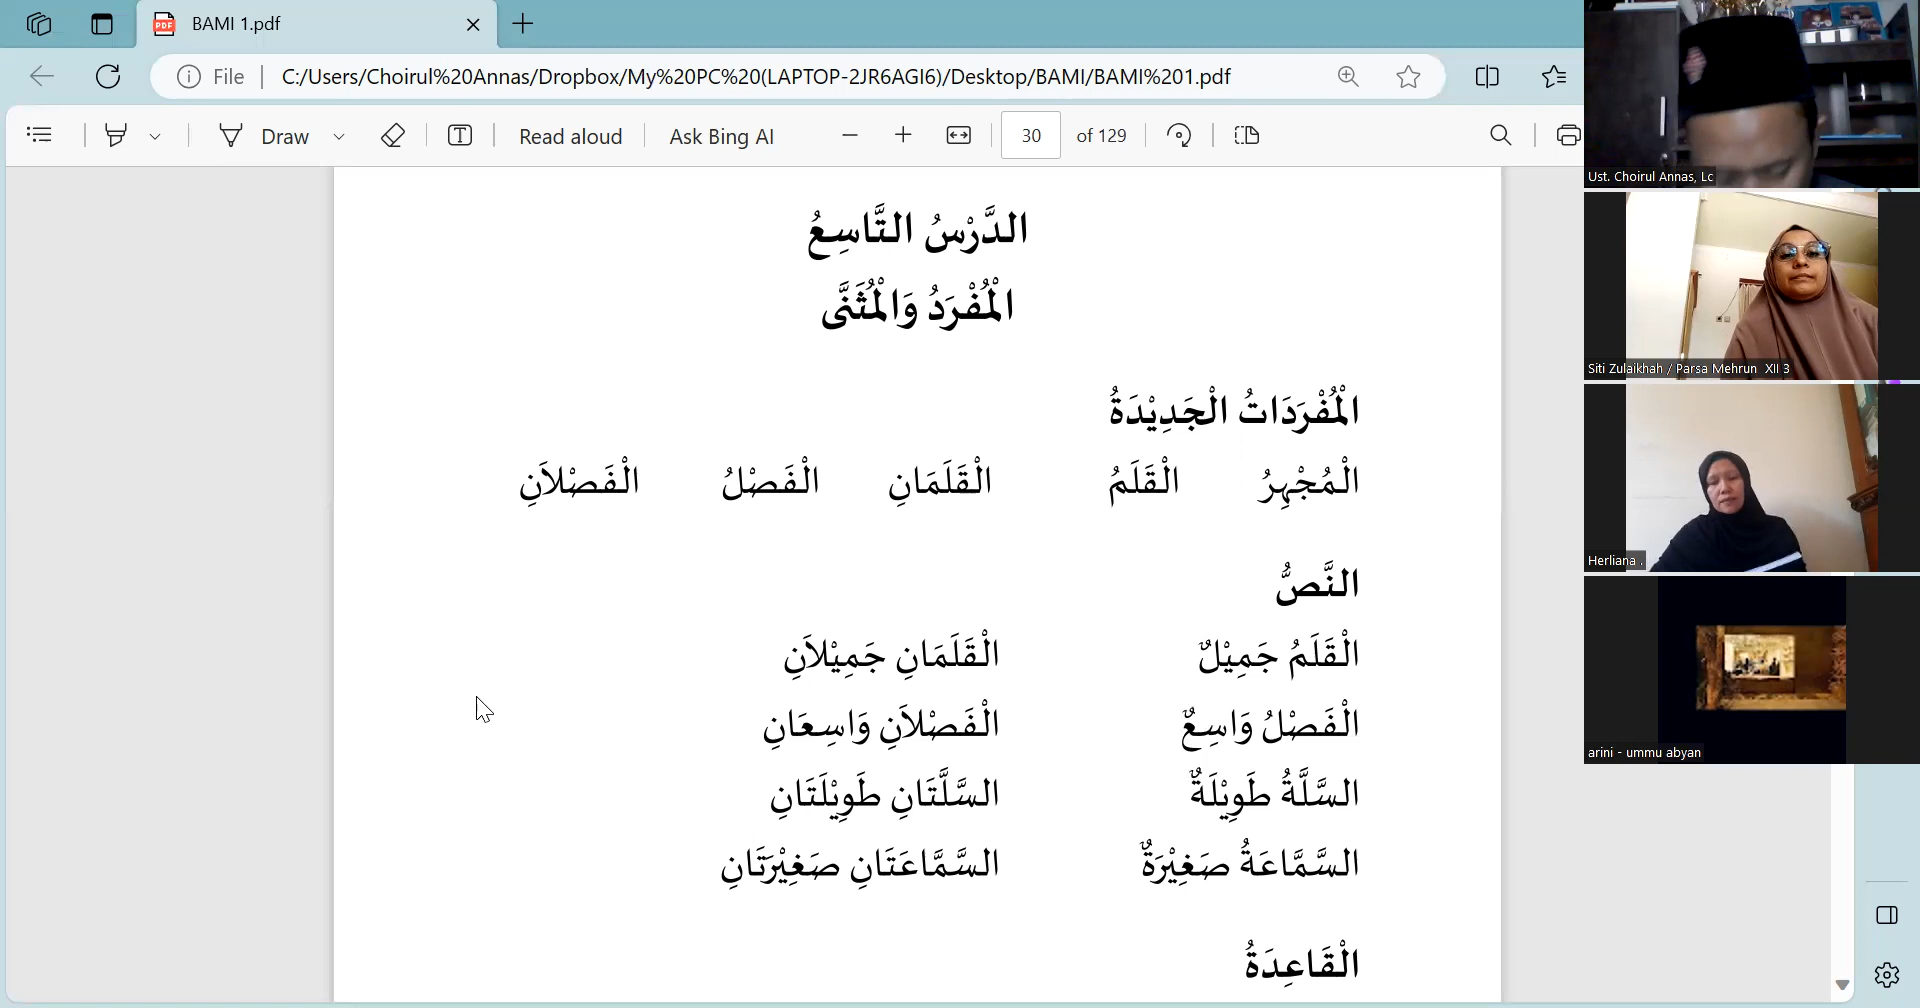 BAMI 1.pdf
File C:/Users/Choirul%20Annas/Dropbox/My%20PC%20(LAPTOP-2JR6AGI6)/Desktop/BAMI/BAMI%201.pdf
Draw Read aloud Ask Bing AI 30 of 129
الدَّرْسُ التَّاسِعُ
الْمُفْرَدُ وَالْمُثَنَّى
الْمُفْرَدَاتُ الْجَدِيْدَةُ
الْمُجْهِرُ الْقَلَمُ الْقَلَمَانِ الْفَصْلُ الْفَصْلاَنِ
النَّصُّ
الْقَلَمُ جَمِيْلٌ الْقَلَمَانِ جَمِيْلاَنِ
الْفَصْلُ وَاسِعٌ الْفَصْلاَنِ وَاسِعَانِ
السَّلَّةُ طَوِيْلَةٌ السَّلَّتَانِ طَوِيْلَتَانِ
السَّمَّاعَةُ صَغِيْرَةٌ السَّمَّاعَتَانِ صَغِيْرَتَانِ
الْقَاعِدَةُ
Ust. Choirul Annas, Lc
Siti Zulaikhah / Parsa Mehrun XII 3
Herliana .
arini - ummu abyan